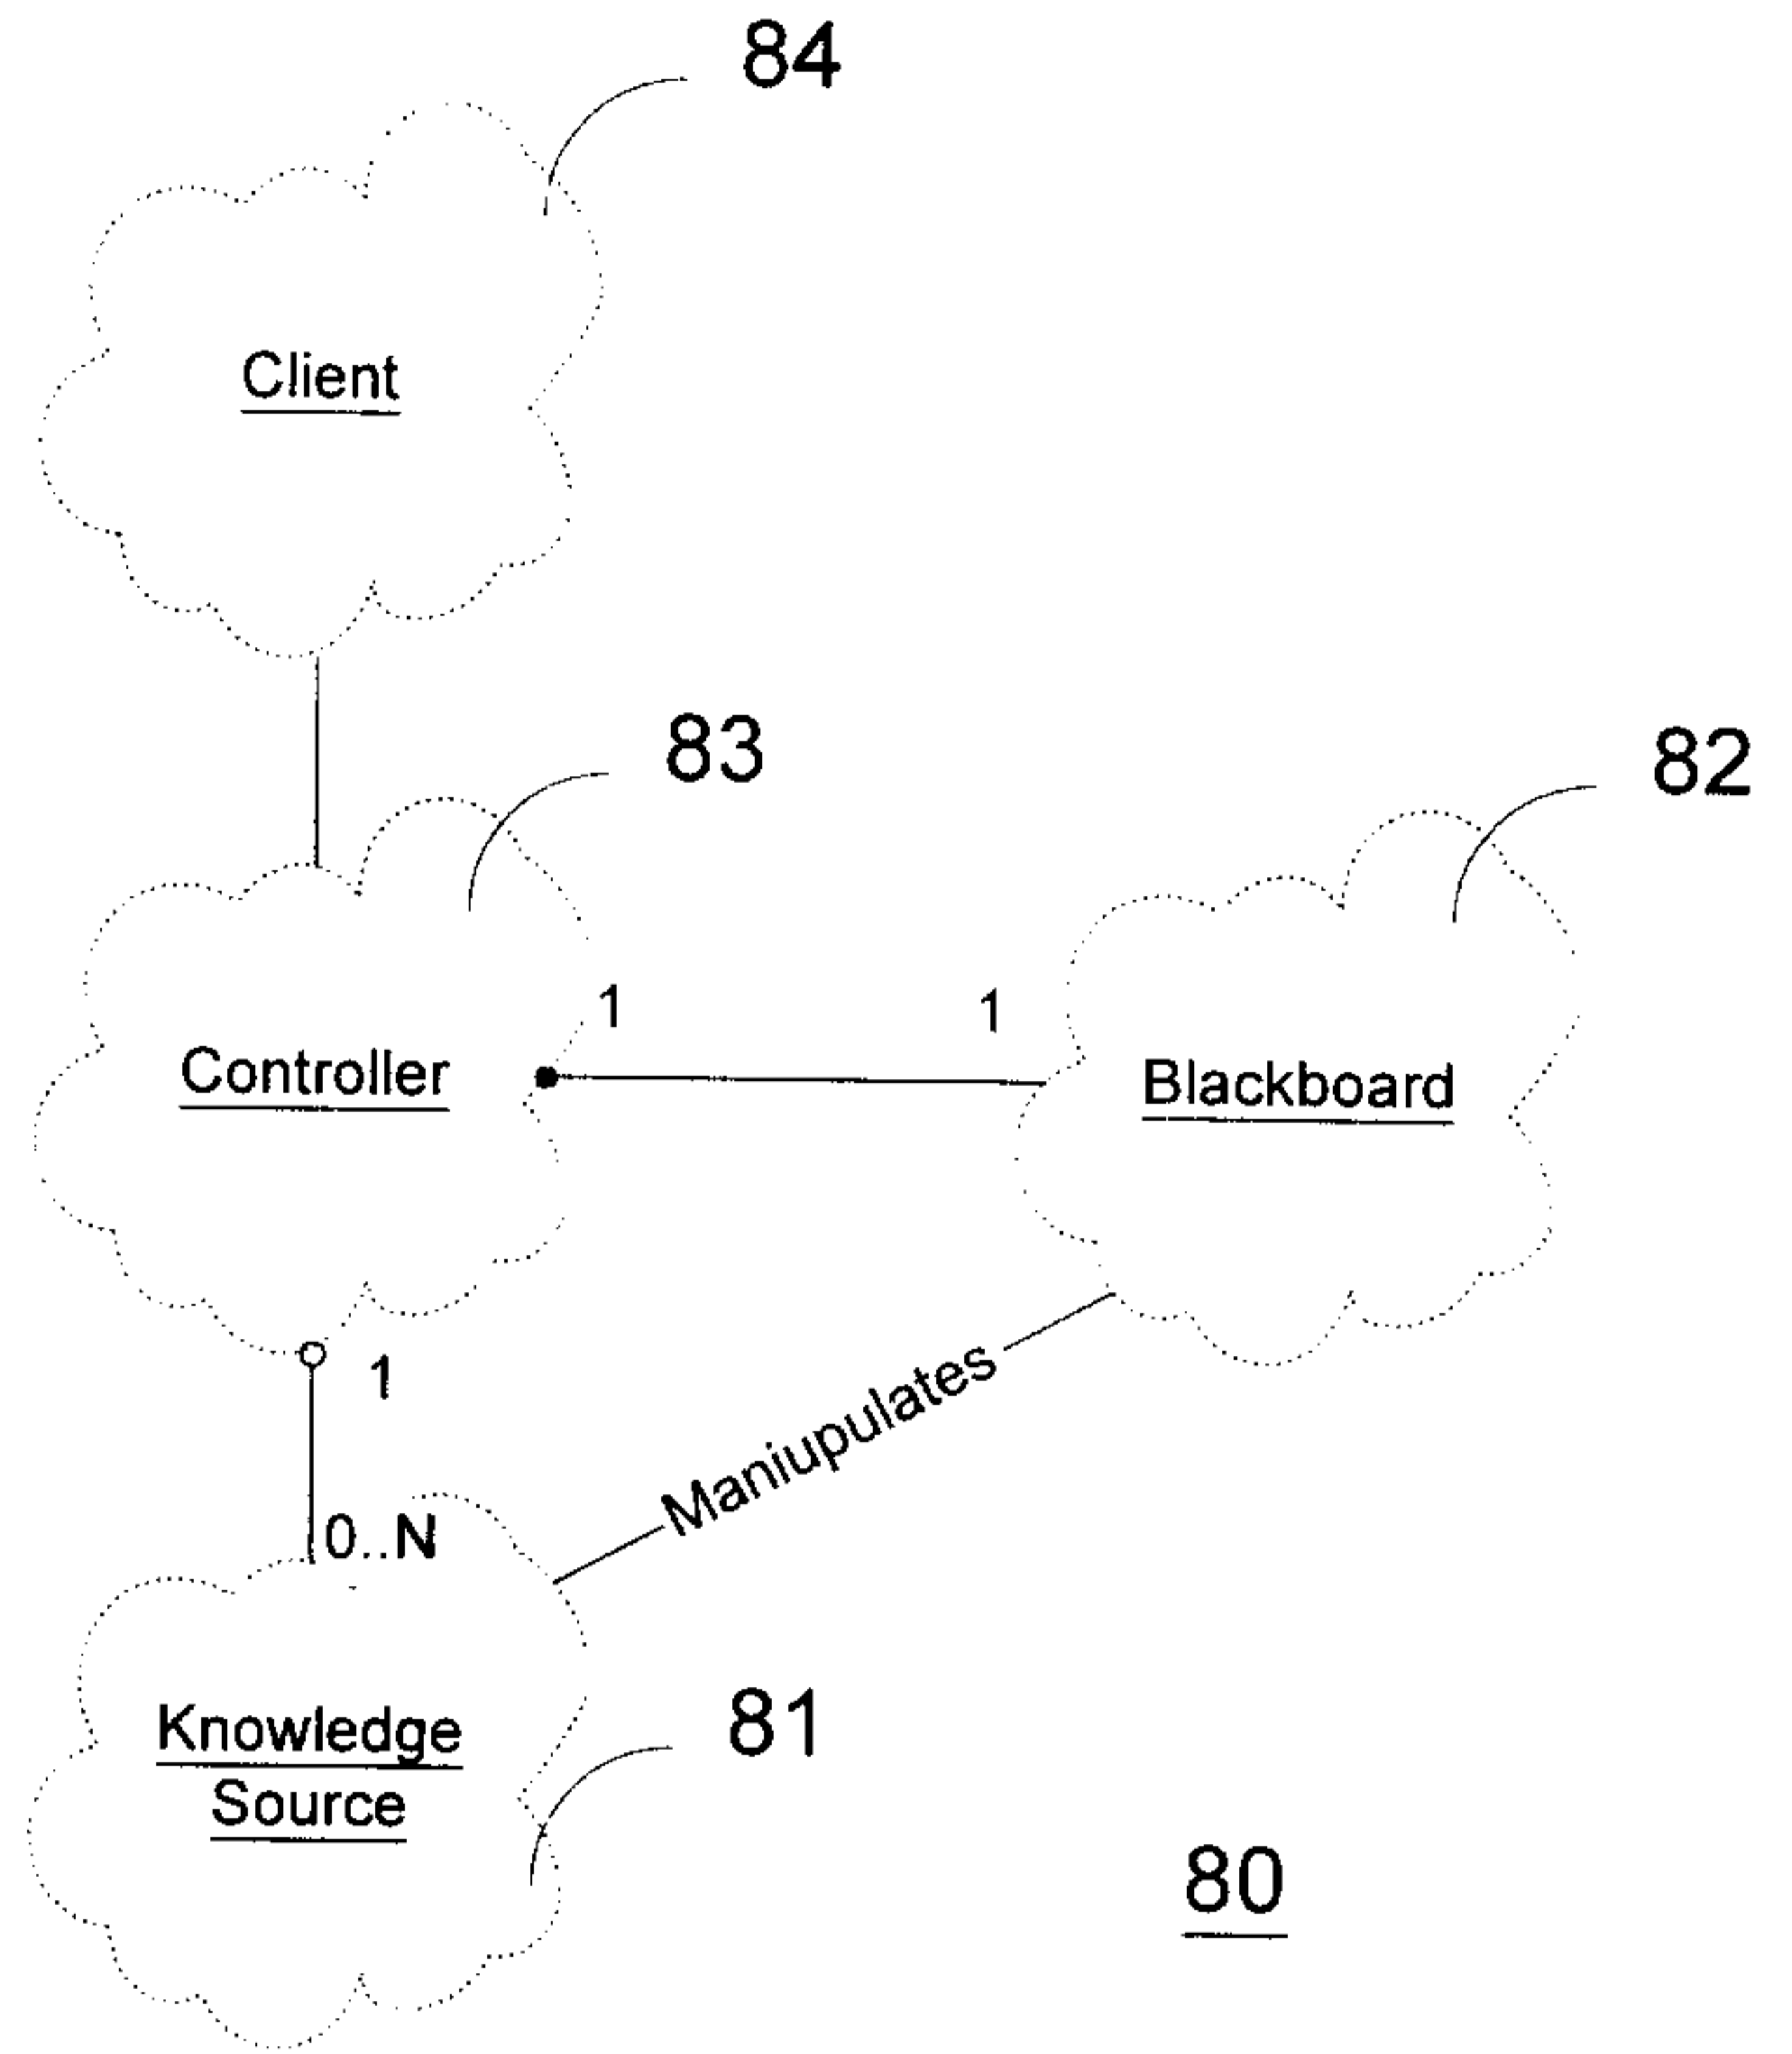 84
Client
83
82
1
1
Controller
Blackboard
1
Maniupulates
0..N
81
Knowledge
Source
80